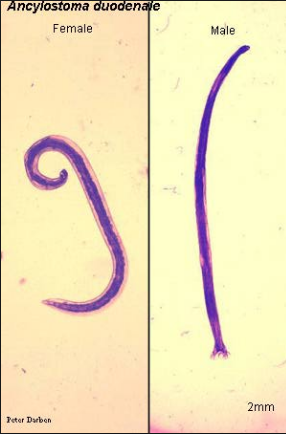 Ancylostoma duodenale
Female
Male
2mm
Peter Darben